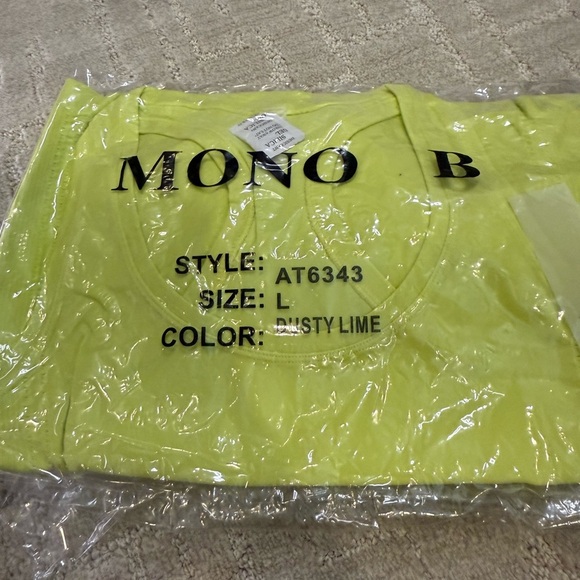 MONO B
STYLE: AT6343
SIZE: L
COLOR: DUSTY LIME